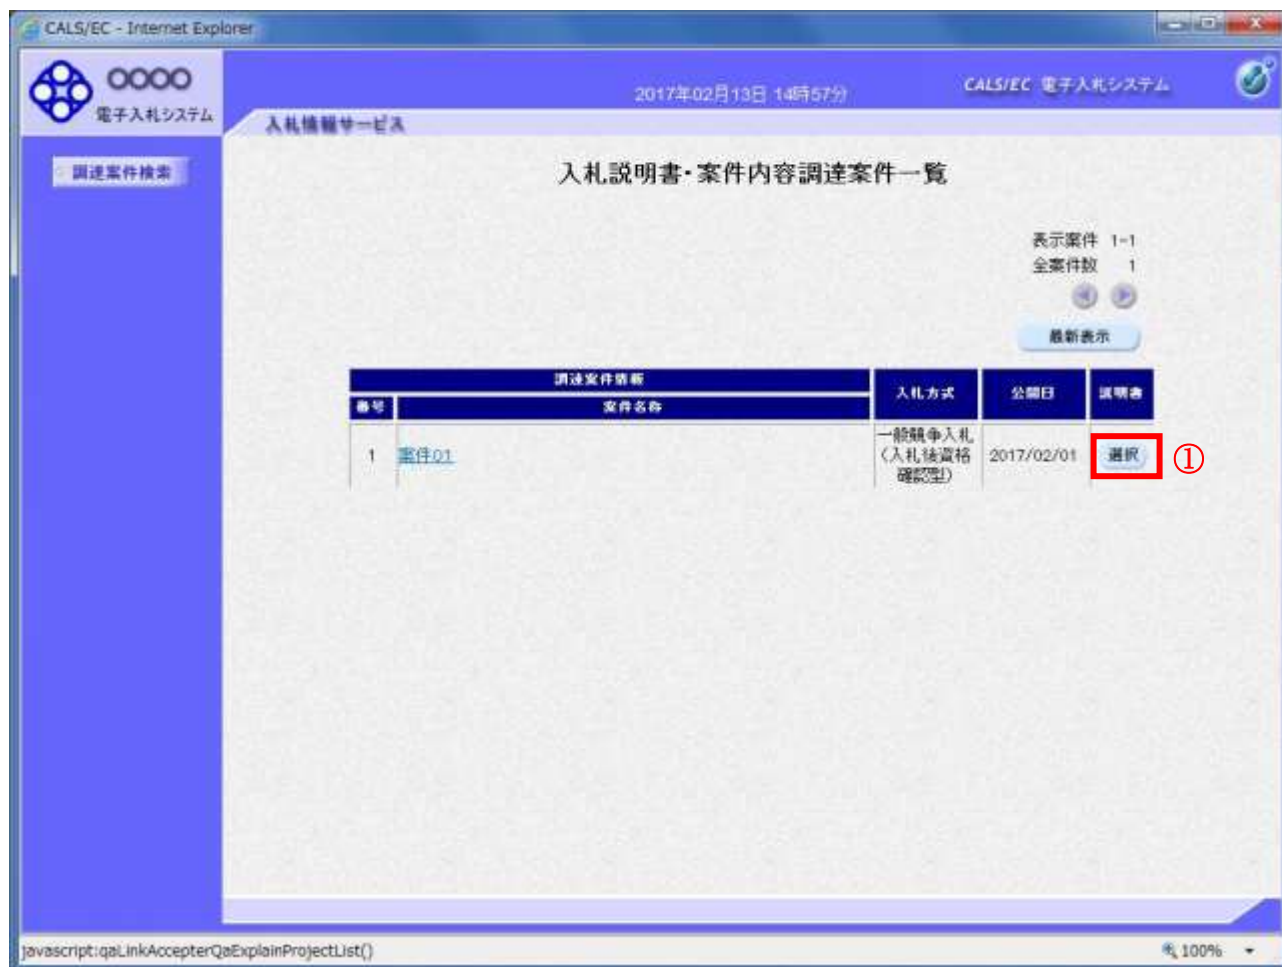 CALS/EC - Internet Explorer
○○○○
電子入札システム
2017年02月13日 14時57分
CALS/EC 電子入札システム
入札情報サービス
調達案件検索
入札説明書・案件内容調達案件一覧
表示案件 1-1
全案件数 1
最新表示
調達案件情報
入札方式
公開日
説明書
番号
案件名称
1
案件01
一般競争入札
(入札後資格
確認型)
2017/02/01
選択
①
javascript:qaLinkAccepterQaExplainProjectList()
100%